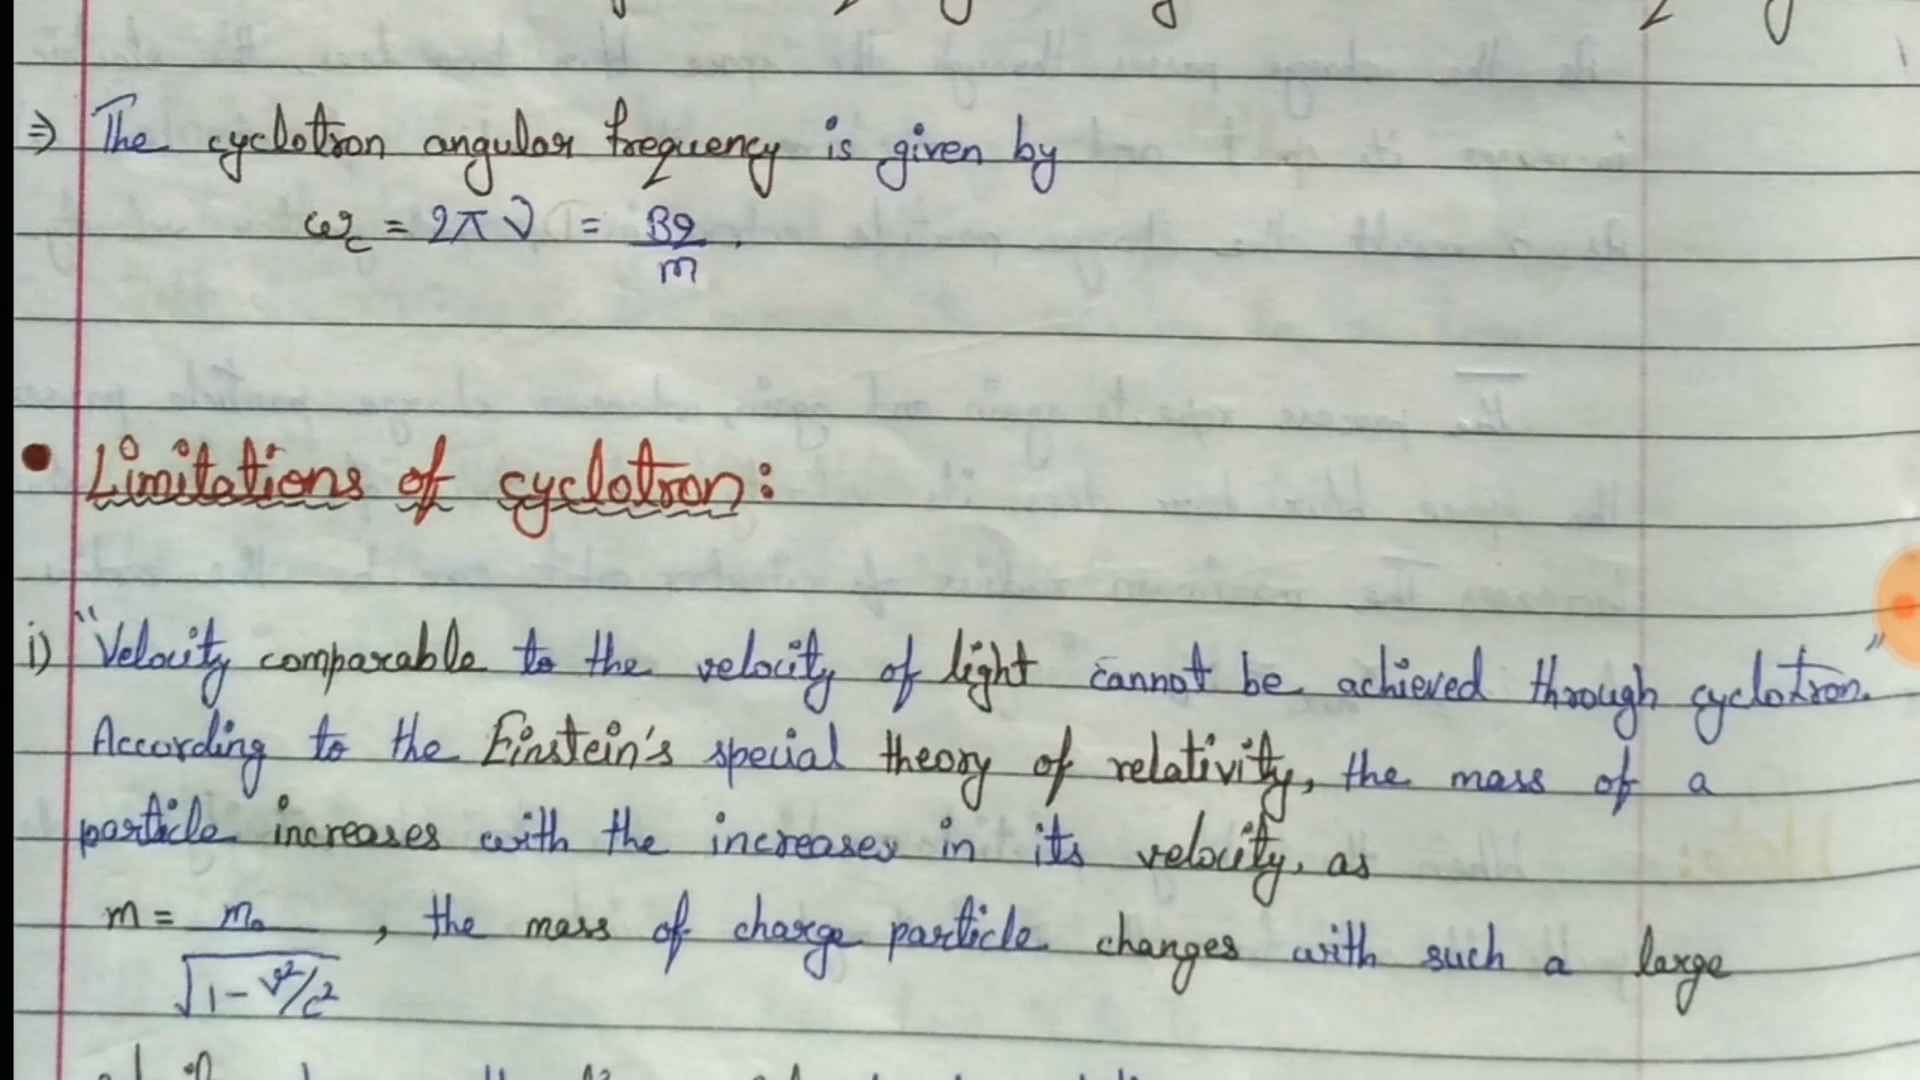 ⇒ The cyclotron angular frequency is given by
ω_c = 2πν = Bq/m.
• Limitations of cyclotron:
i) "Velocity comparable to the velocity of light cannot be achieved through cyclotron."
According to the Einstein's special theory of relativity, the mass of a
particle increases with the increases in its velocity, as
m = m₀/√(1-v²/c²), the mass of charge particle changes with such a large